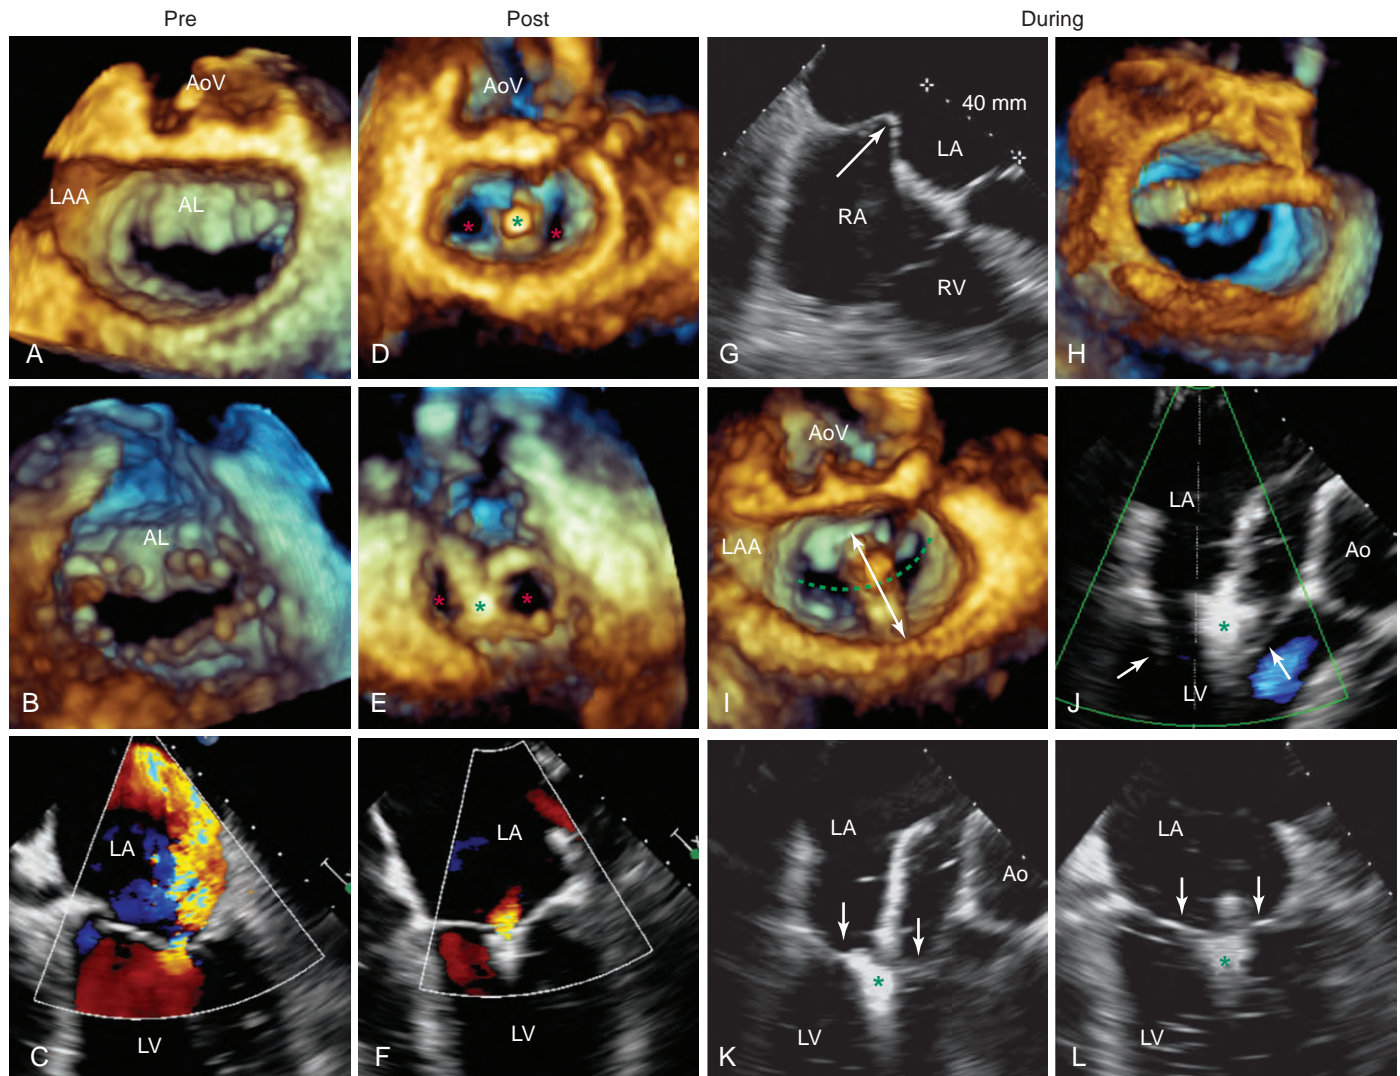 Pre Post During
AoV
LAA
AL
A
AoV
* * *
D
40 mm
LA
RA
RV
G
H
AL
B
* * *
E
AoV
LAA
I
LA
Ao
*
LV
J
LA
LV
C
LA
LV
F
LA
Ao
*
LV
K
LA
*
LV
L